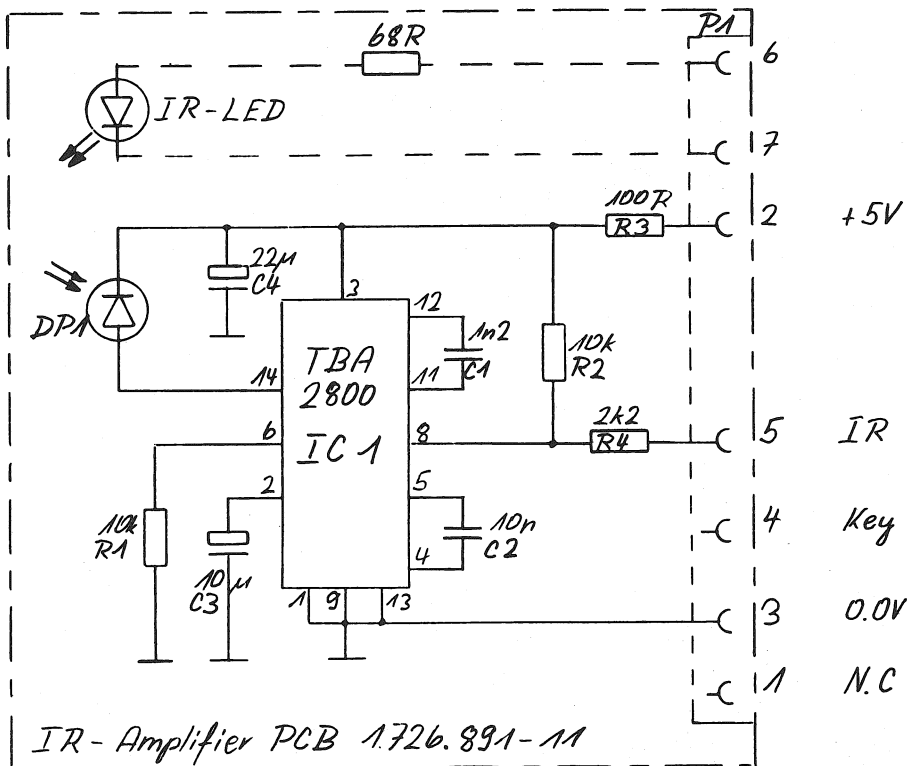 P1
68R
6
IR-LED
7
100R
R3
2
+5V
22µ
C4
3
12
1n2
C1
11
DP1
TBA
2800
IC1
14
10k
R2
2k2
R4
8
5
IR
6
5
10n
C2
4
4
Key
2
10k
R1
10µ
C3
1
9
13
3
0.0V
1
N.C
IR-Amplifier PCB 1.726.891-11